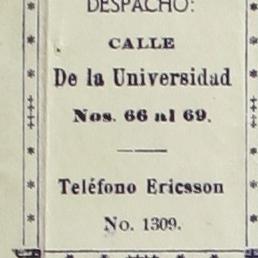 DESPACHO:
CALLE
De la Universidad
Nos. 66 al 69.
Teléfono Ericsson
No. 1309.